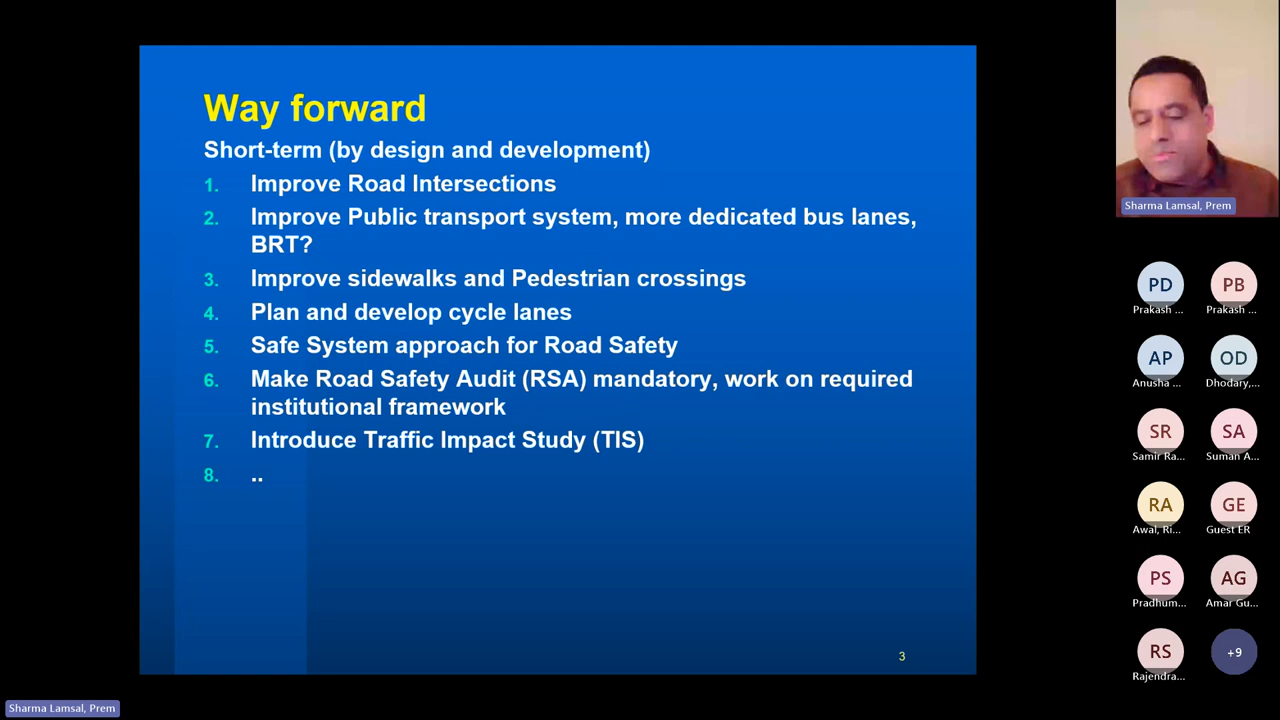 Way forward
Short-term (by design and development)
1. Improve Road Intersections
2. Improve Public transport system, more dedicated bus lanes,
BRT?
3. Improve sidewalks and Pedestrian crossings
4. Plan and develop cycle lanes
5. Safe System approach for Road Safety
6. Make Road Safety Audit (RSA) mandatory, work on required
institutional framework
7. Introduce Traffic Impact Study (TIS)
8. ..
3
Sharma Lamsal, Prem
PD PB
Prakash ... Prakash ...
AP OD
Anusha ... Dhodary,...
SR SA
Samir Ra... Suman A...
RA GE
Awal, Ri... Guest ER
PS AG
Pradhum... Amar Gu...
RS +9
Rajendra...
Sharma Lamsal, Prem